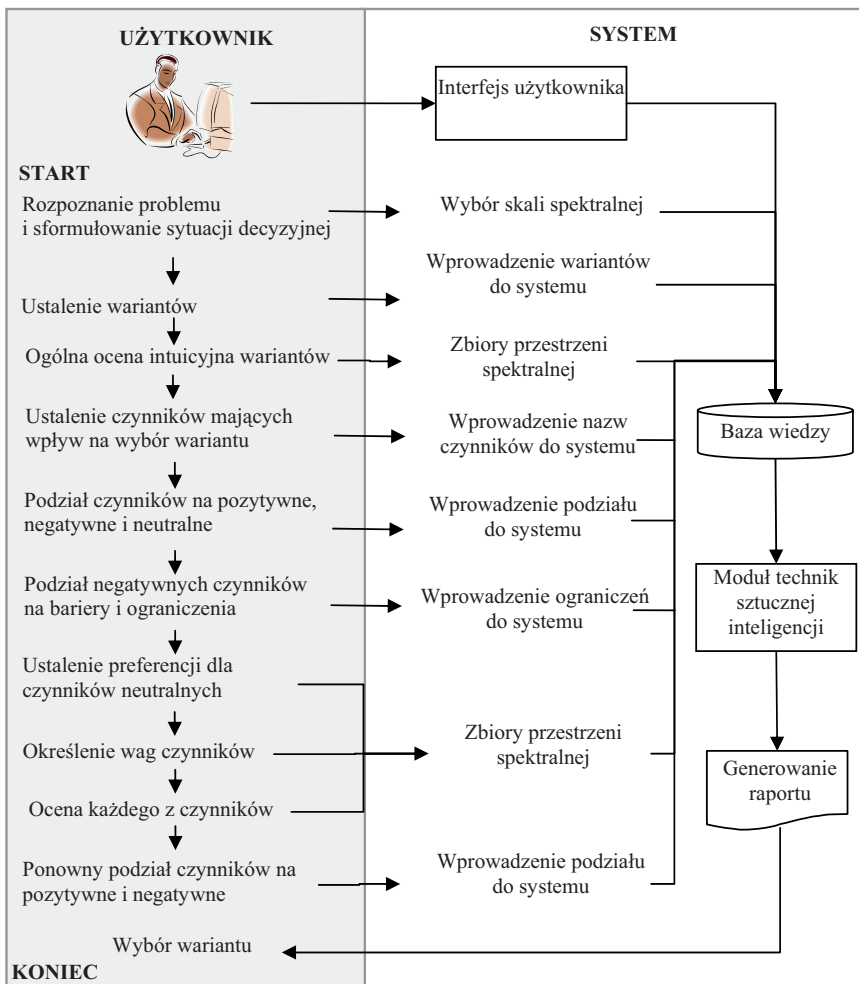 UŻYTKOWNIK
SYSTEM
Interfejs użytkownika
START
Rozpoznanie problemu
i sformułowanie sytuacji decyzyjnej
Wybór skali spektralnej
Ustalenie wariantów
Wprowadzenie wariantów
do systemu
Ogólna ocena intuicyjna wariantów
Zbiory przestrzeni
spektralnej
Ustalenie czynników mających
wpływ na wybór wariantu
Wprowadzenie nazw
czynników do systemu
Baza wiedzy
Podział czynników na pozytywne,
negatywne i neutralne
Wprowadzenie podziału
do systemu
Podział negatywnych czynników
na bariery i ograniczenia
Wprowadzenie ograniczeń
do systemu
Moduł technik
sztucznej
inteligencji
Ustalenie preferencji dla
czynników neutralnych
Określenie wag czynników
Zbiory przestrzeni
spektralnej
Generowanie
raportu
Ocena każdego z czynników
Ponowny podział czynników na
pozytywne i negatywne
Wprowadzenie podziału
do systemu
Wybór wariantu
KONIEC